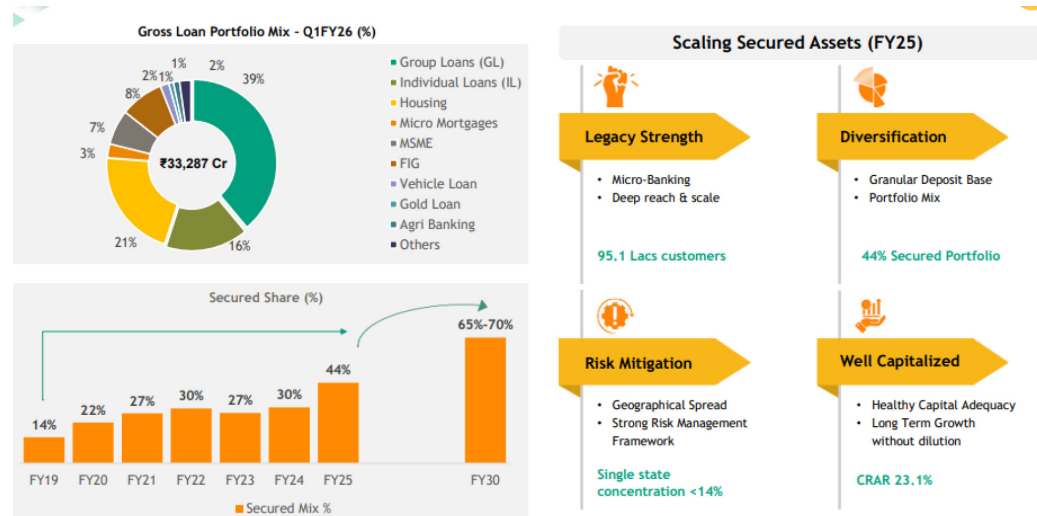 Gross Loan Portfolio Mix - Q1FY26 (%)
2%
1%
1%
2%
39%
8%
7%
3%
21%
16%
₹33,287 Cr
Group Loans (GL)
Individual Loans (IL)
Housing
Micro Mortgages
MSME
FIG
Vehicle Loan
Gold Loan
Agri Banking
Others
Secured Share (%)
14%
22%
27%
30%
27%
30%
44%
65%-70%
FY19 FY20 FY21 FY22 FY23 FY24 FY25 FY30
Secured Mix %
Scaling Secured Assets (FY25)
Legacy Strength
• Micro-Banking
• Deep reach & scale
95.1 Lacs customers
Diversification
• Granular Deposit Base
• Portfolio Mix
44% Secured Portfolio
Risk Mitigation
• Geographical Spread
• Strong Risk Management
Framework
Single state
concentration <14%
Well Capitalized
• Healthy Capital Adequacy
• Long Term Growth
without dilution
CRAR 23.1%